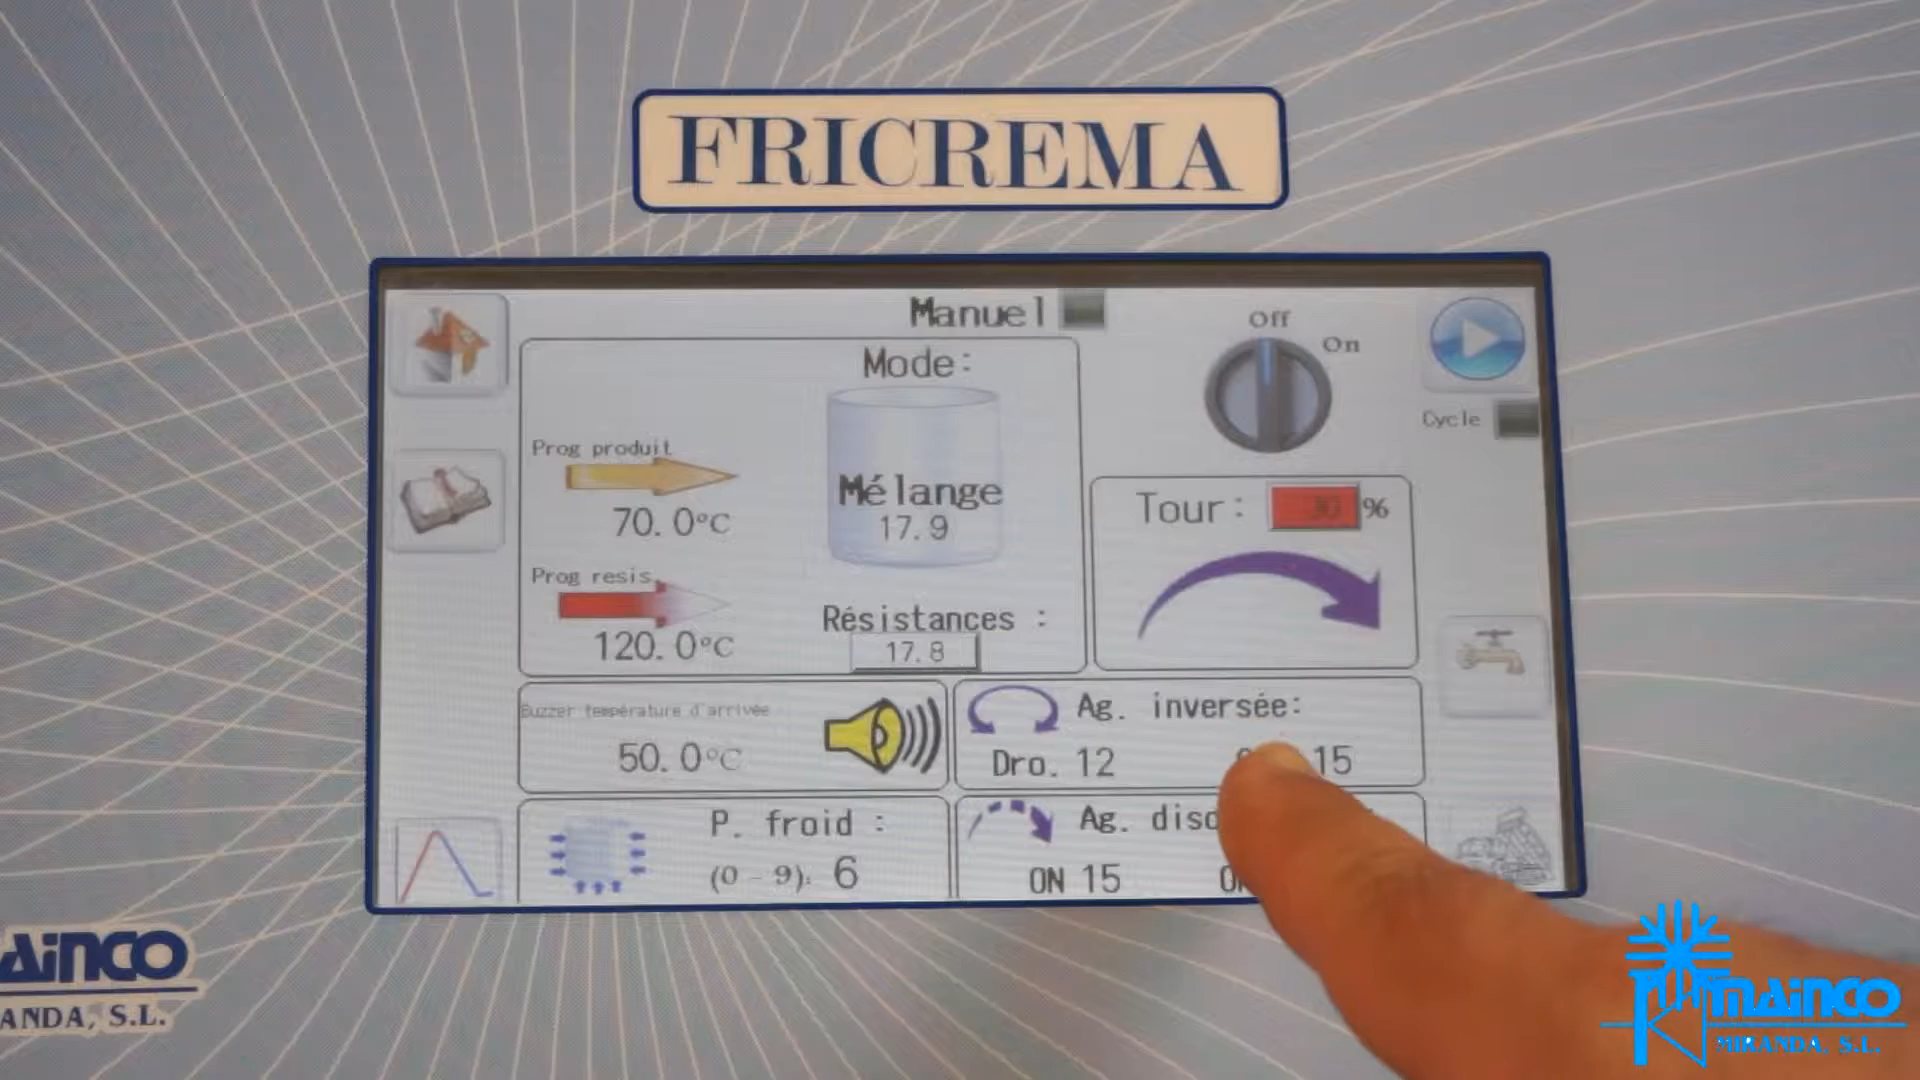 FRICREMA
Manuel
Off
On
Mode:
Cycle
Prog produit
70.0°C
Mélange
17.9
Tour: 30 %
Prog resis.
120.0°C
Résistances :
17.8
Buzzer température d'arrivée
50.0°C
Ag. inversée:
Dro. 12
15
P. froid :
(0 - 9): 6
Ag.
ON 15
AINCO
ANDA, S.L.
MAINCO
MIRANDA, S.L.